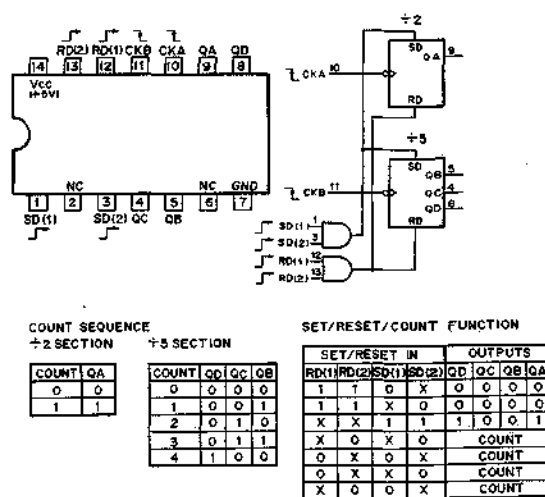 RD(2) RD(1) CKB CKA QA QD
14 13 12 11 10 9 8
Vcc
(+5V)
NC NC GND
1 2 3 4 5 6 7
SD(1) SD(2) QC QB
÷2
SD
QA 9
CKA 10
RD
÷5
SD
QB 5
CKB 11
QC 4
QD
RD
SD(1) 1
SD(2) 3
RD(1) 12
RD(2) 13
COUNT SEQUENCE
÷2 SECTION ÷5 SECTION
COUNT QA
0 0
1 1
COUNT QD QC QB
0 0 0 0
1 0 0 1
2 0 1 0
3 0 1 1
4 1 0 0
SET/RESET/COUNT FUNCTION
SET/RESET IN OUTPUTS
RD(1) RD(2) SD(1) SD(2) QD QC QB QA
1 1 0 X 0 0 0 0
1 1 X 0 0 0 0 0
X X 1 1 1 0 0 1
X 0 X 0 COUNT
0 X 0 X COUNT
0 X X 0 COUNT
X 0 0 X COUNT